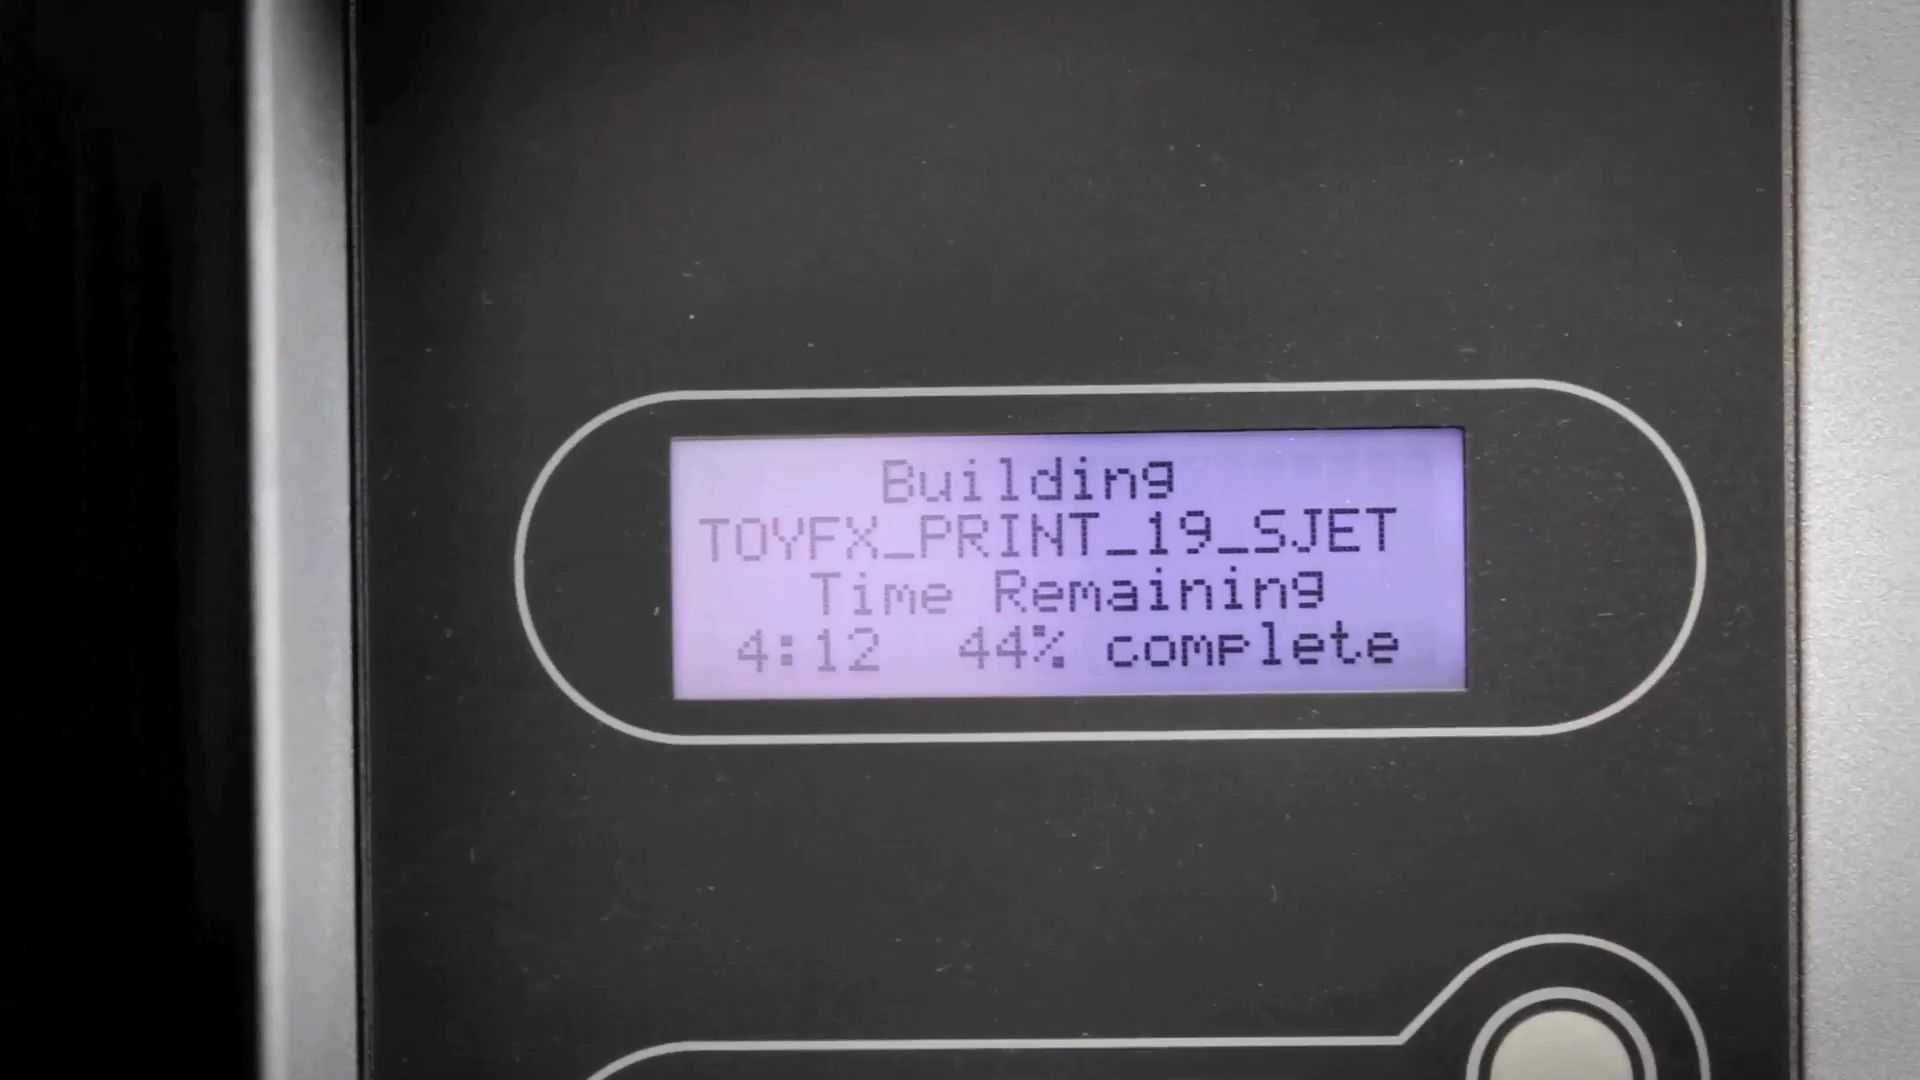 Building
TOYFX_PRINT_19_SJET
Time Remaining
4:12 44% complete